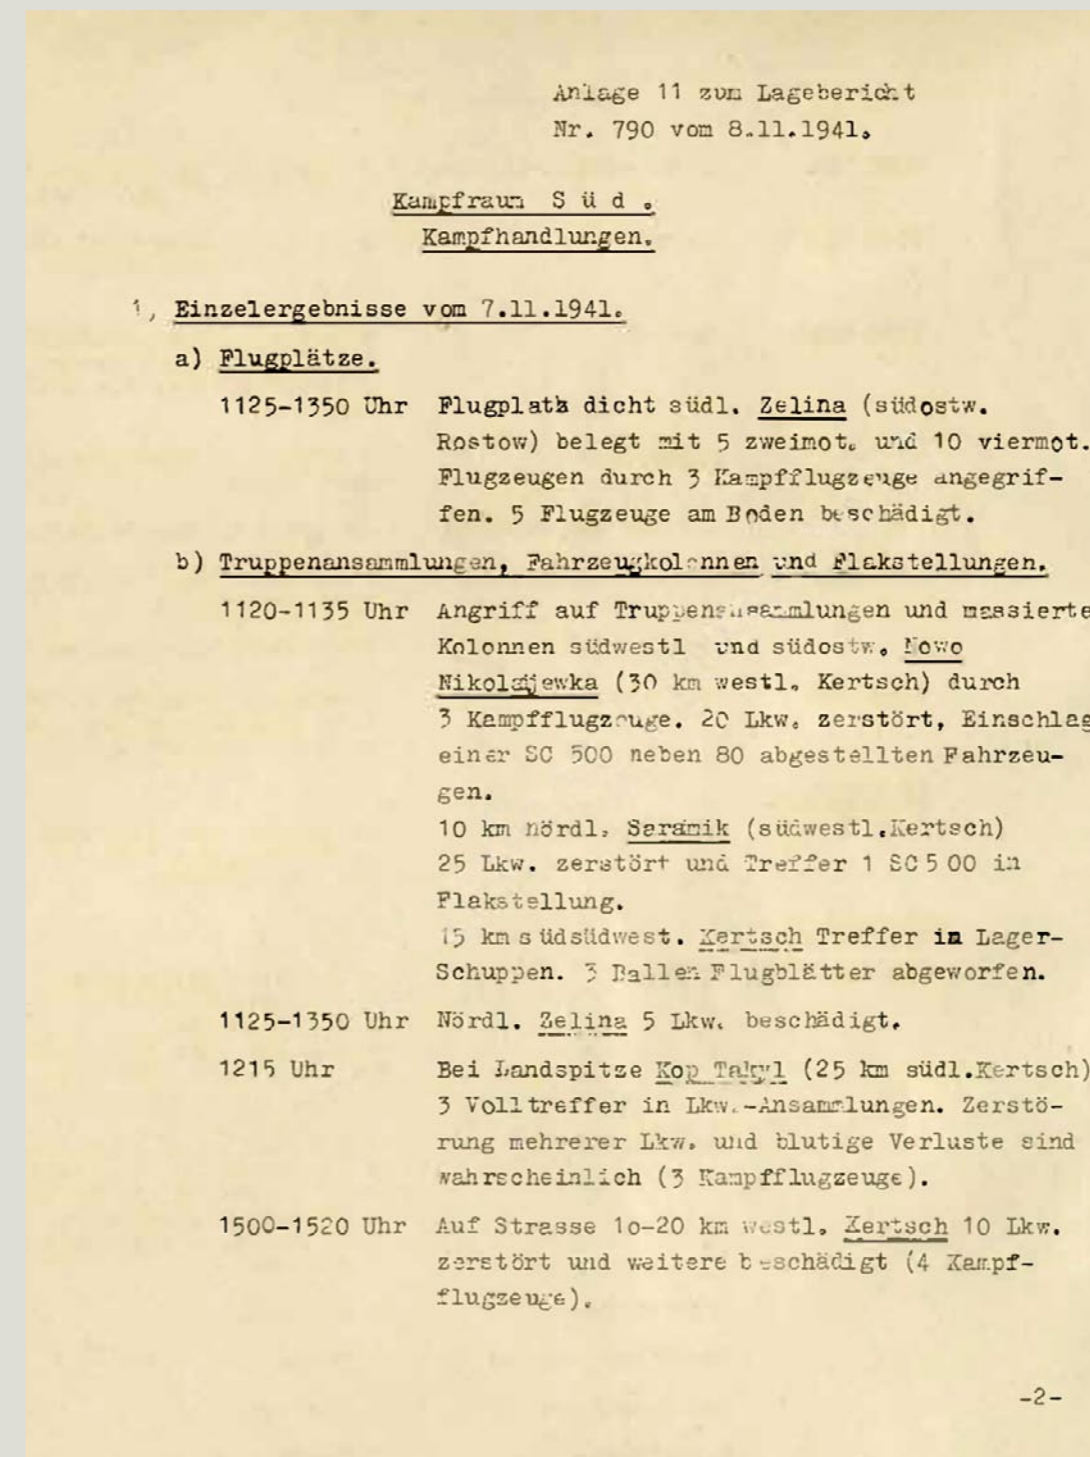 Anlage 11 zum Lagebericht
Nr. 790 vom 8.11.1941.
Kampfraum S ü d .
Kampfhandlungen.
1, Einzelergebnisse vom 7.11.1941.
a) Flugplätze.
1125-1350 Uhr Flugplatz dicht südl. Zelina (südostw.
Rostow) belegt mit 5 zweimot. und 10 viermot.
Flugzeugen durch 3 Kampfflugzeuge angegrif-
fen. 5 Flugzeuge am Boden beschädigt.
b) Truppenansammlungen, Fahrzeugkolonnen und Flakstellungen.
1120-1135 Uhr Angriff auf Truppenansammlungen und massierte
Kolonnen südwestl und südostw. Nowo
Nikolajewka (30 km westl. Kertsch) durch
3 Kampfflugzeuge. 20 Lkw. zerstört, Einschlag
einer SC 500 neben 80 abgestellten Fahrzeu-
gen.
10 km nördl. (südwestl.Kertsch)
25 Lkw. zerstört und Treffer 1 SC 500 in
Flakstellung.
15 km südsüdwest. Kertsch Treffer in Lager-
Schuppen. 3 Ballen Flugblätter abgeworfen.
1125-1350 Uhr Nördl. Zelina 5 Lkw. beschädigt.
1215 Uhr Bei Landspitze Kop Takyl (25 km südl.Kertsch)
3 Volltreffer in Lkw.-Ansammlungen. Zerstö-
rung mehrerer Lkw. und blutige Verluste sind
wahrscheinlich (3 Kampfflugzeuge).
1500-1520 Uhr Auf Strasse 1o-20 km westl. Kertsch 10 Lkw.
zerstört und weitere beschädigt (4 Kampf-
flugzeuge).
-2-